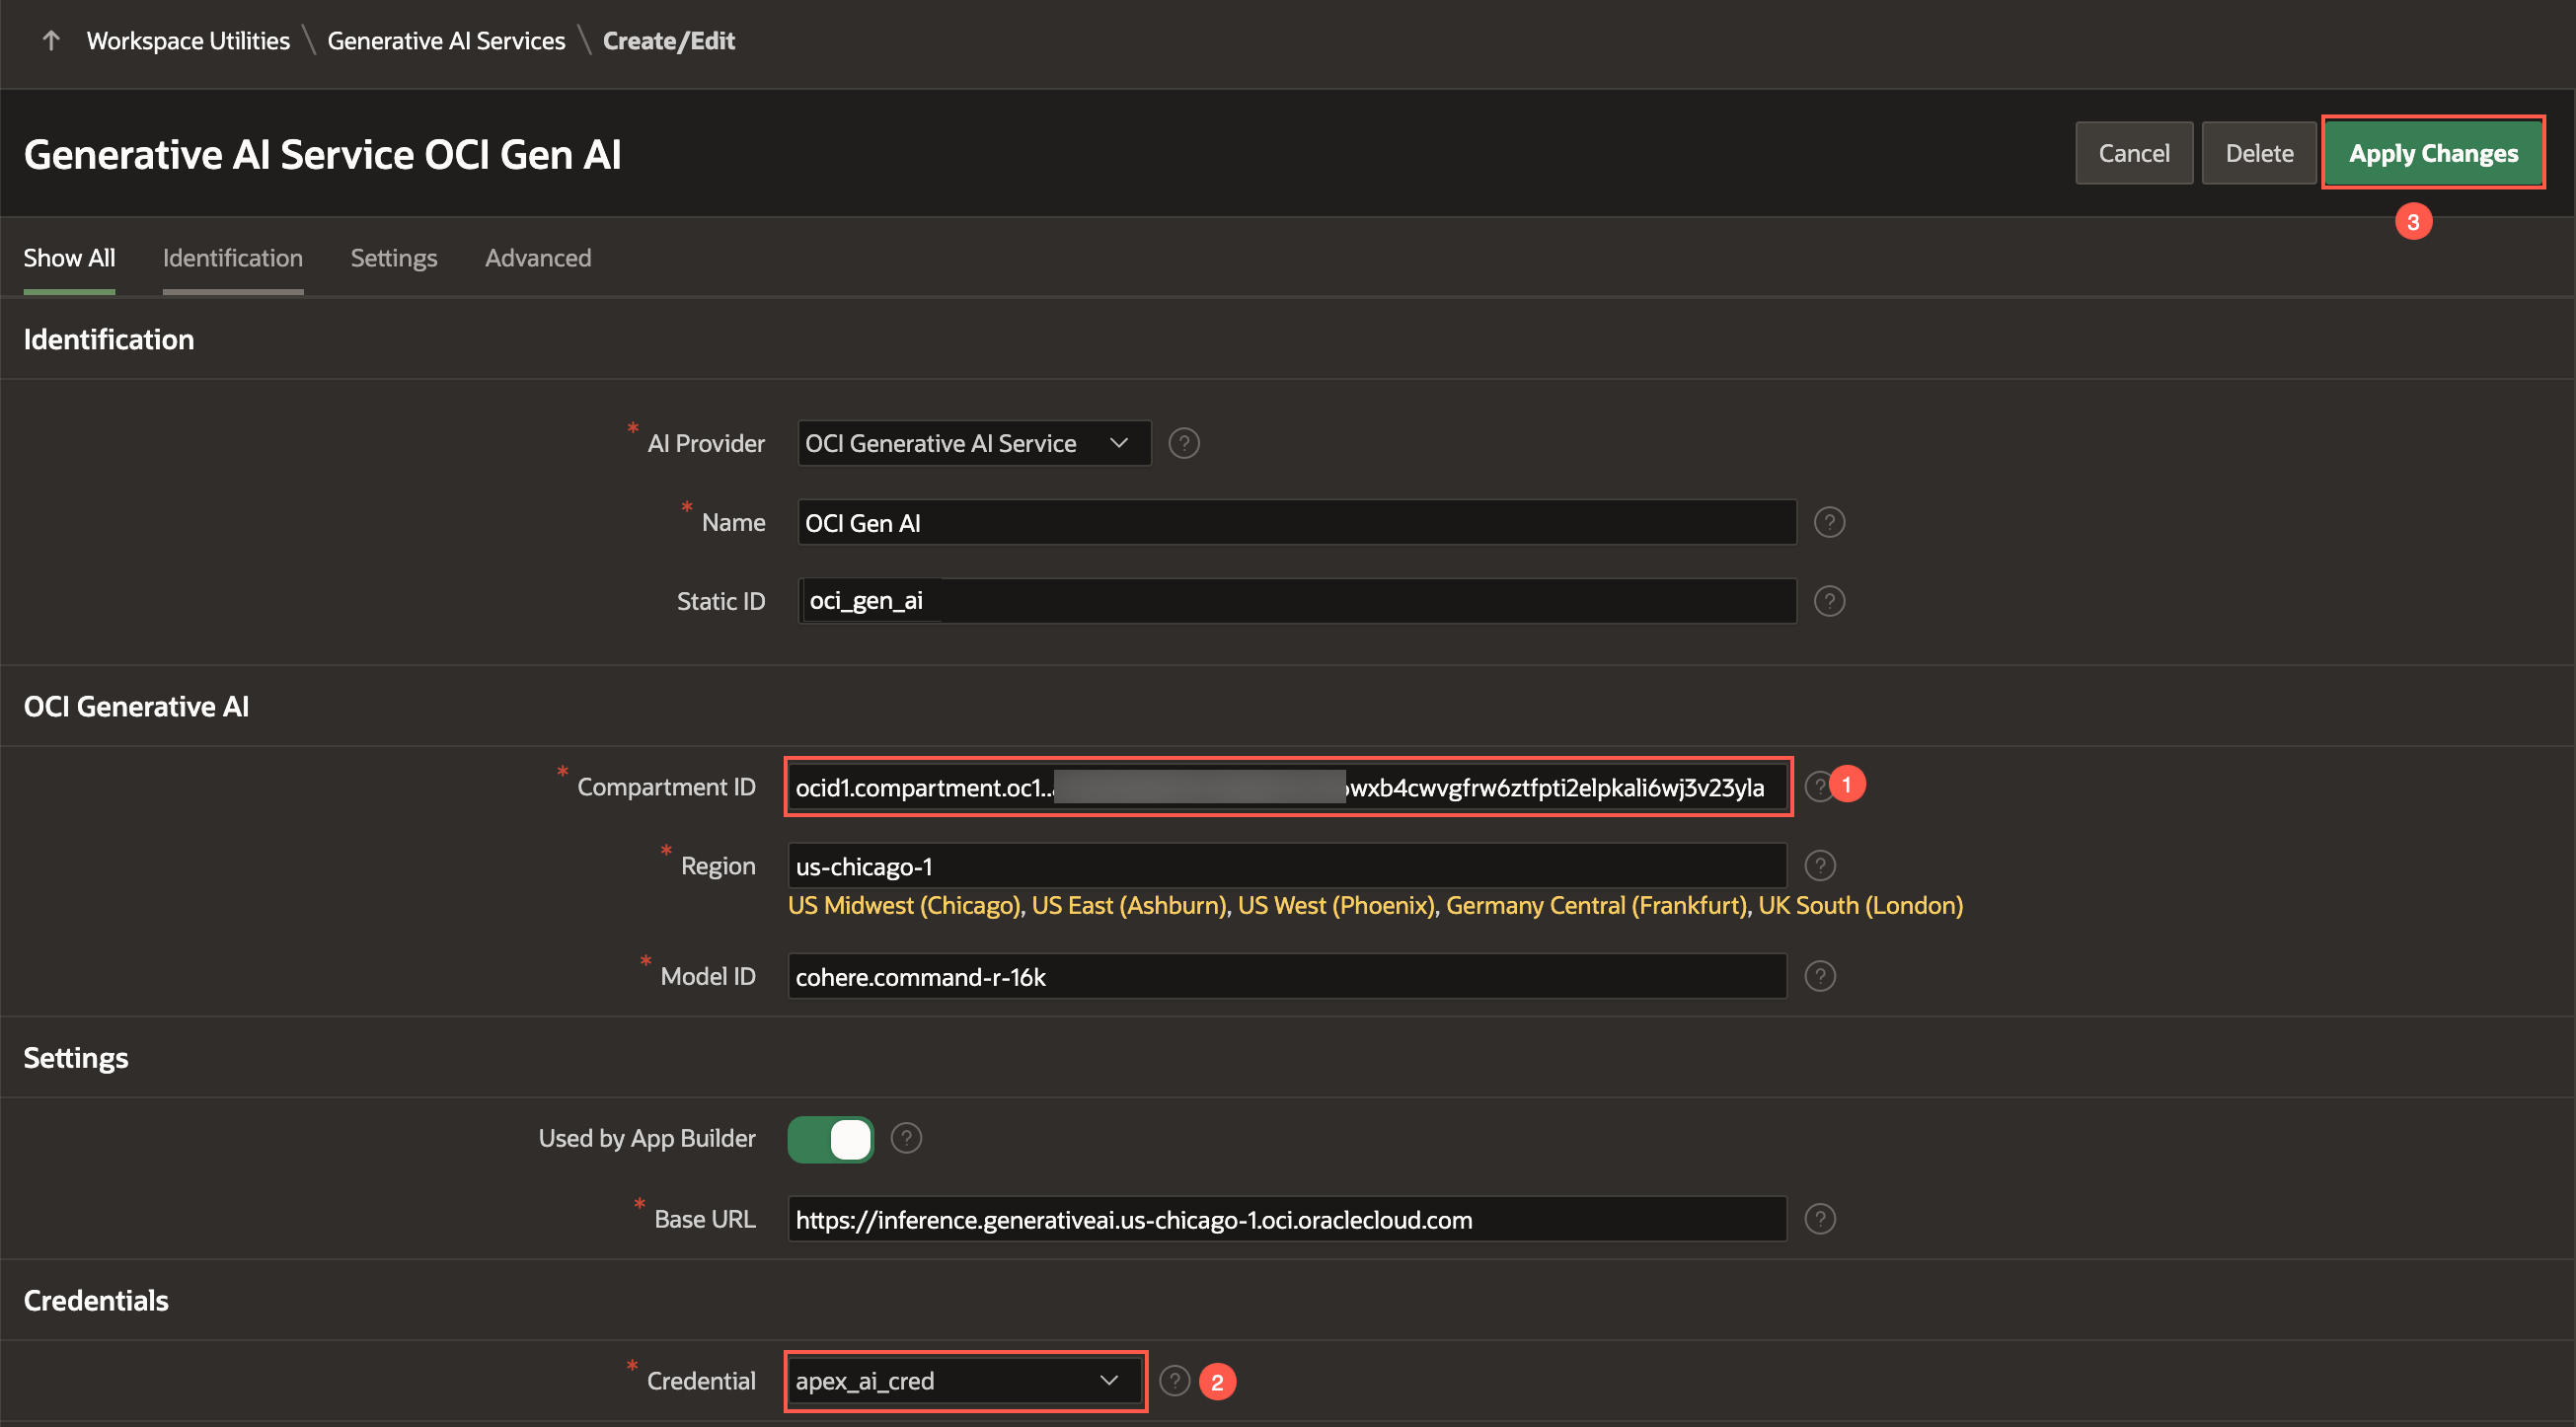 Workspace Utilities \ Generative AI Services \ Create/Edit
Generative AI Service OCI Gen AI
Cancel Delete Apply Changes
3
Show All Identification Settings Advanced
Identification
* AI Provider OCI Generative AI Service ?
* Name OCI Gen AI ?
Static ID oci_gen_ai ?
OCI Generative AI
* Compartment ID ocid1.compartment.oc1.. wxb4cwvgfrw6ztfpti2elpkali6wj3v23yla ? 1
* Region us-chicago-1 ?
US Midwest (Chicago), US East (Ashburn), US West (Phoenix), Germany Central (Frankfurt), UK South (London)
* Model ID cohere.command-r-16k ?
Settings
Used by App Builder ?
* Base URL https://inference.generativeai.us-chicago-1.oci.oraclecloud.com ?
Credentials
* Credential apex_ai_cred ? 2